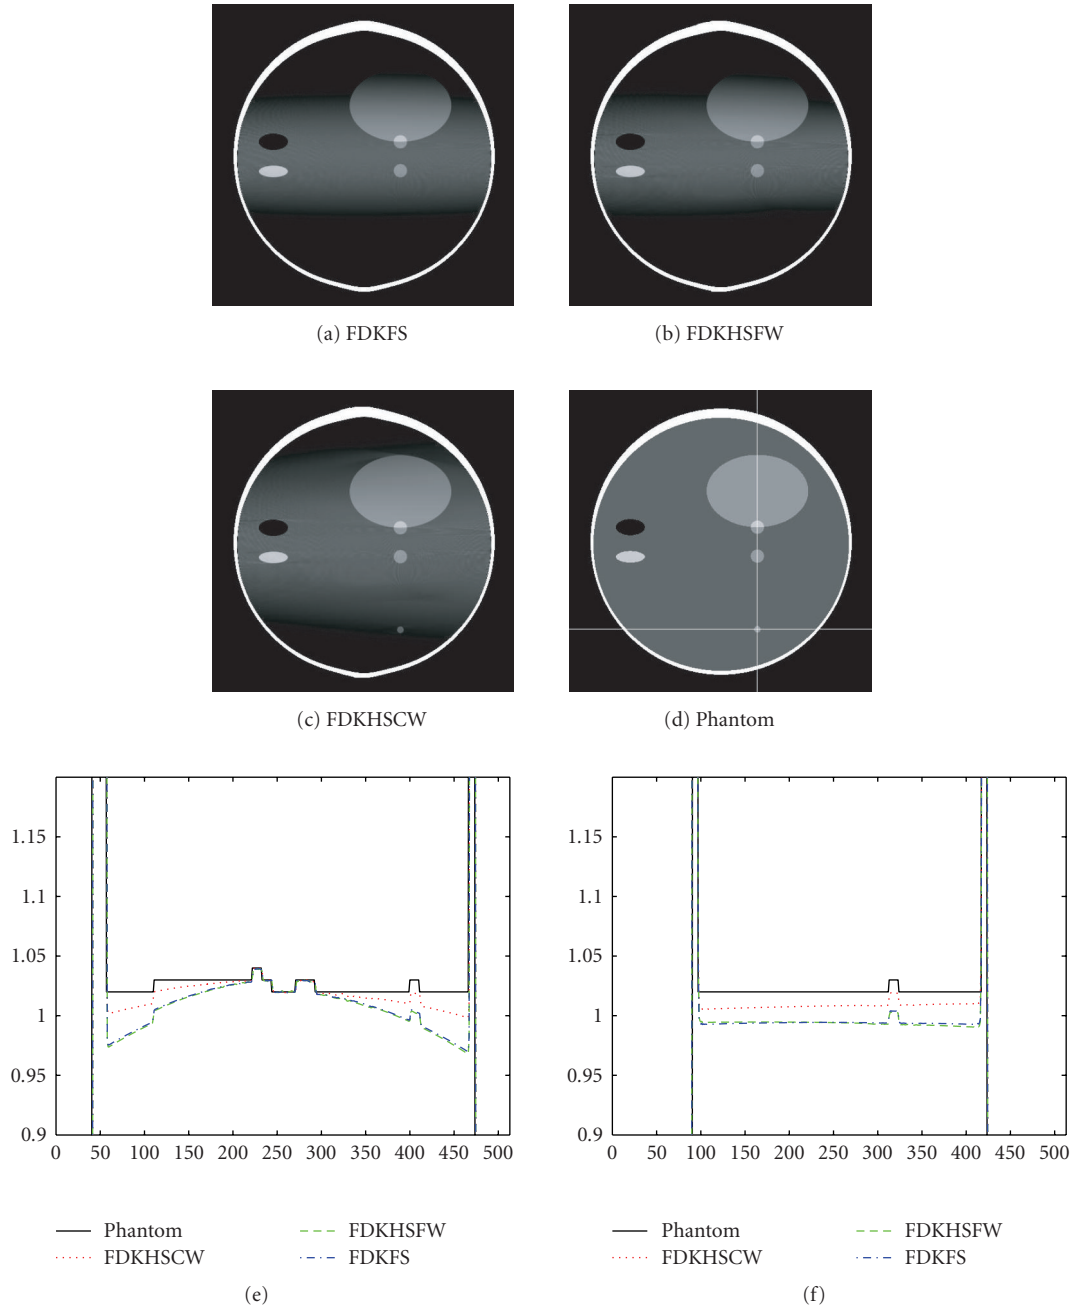 (a) FDKFS
(b) FDKHSFW
(c) FDKHSCW
(d) Phantom
1.15
1.1
1.05
1
0.95
0.9
0 50 100 150 200 250 300 350 400 450 500
Phantom
FDKHSCW
FDKHSFW
FDKFS
(e)
1.15
1.1
1.05
1
0.95
0.9
0 50 100 150 200 250 300 350 400 450 500
Phantom
FDKHSCW
FDKHSFW
FDKFS
(f)